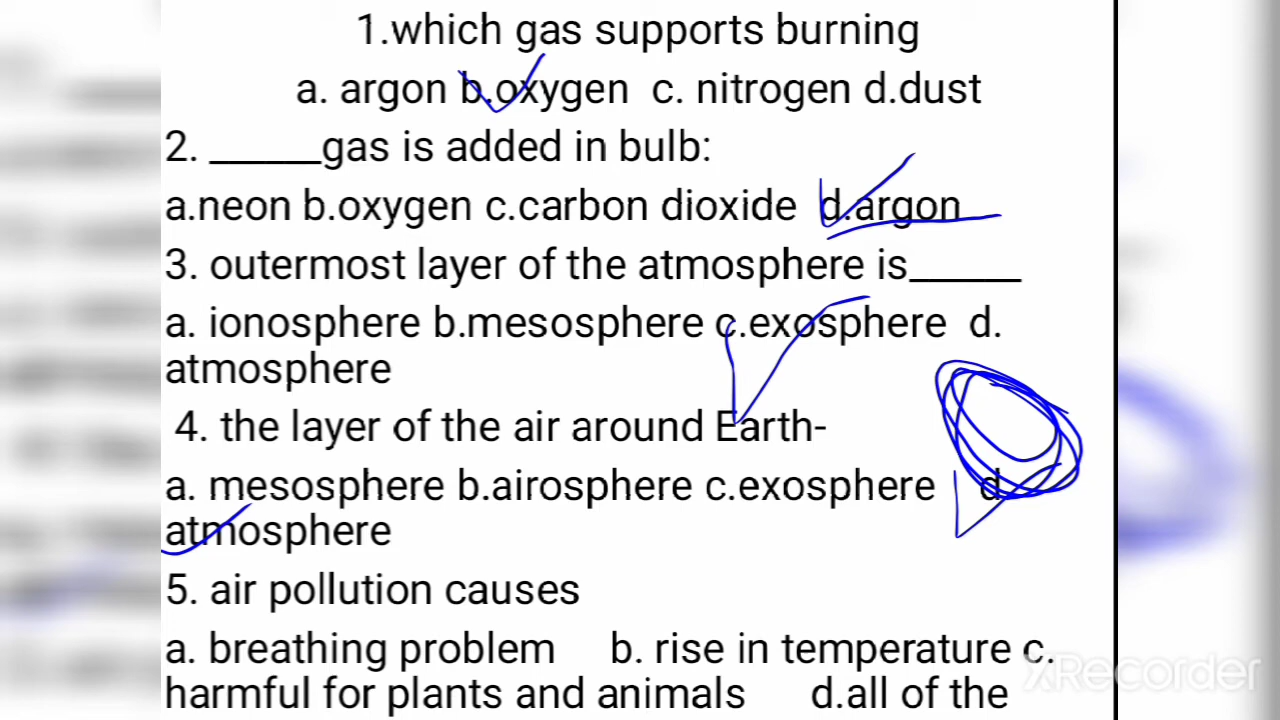 1.which gas supports burning
a. argon b.oxygen c. nitrogen d.dust
2. ______gas is added in bulb:
a.neon b.oxygen c.carbon dioxide d.argon
3. outermost layer of the atmosphere is______
a. ionosphere b.mesosphere c.exosphere d.
atmosphere
4. the layer of the air around Earth-
a. mesosphere b.airosphere c.exosphere d.
atmosphere
5. air pollution causes
a. breathing problem b. rise in temperature c.
harmful for plants and animals d.all of the
XRecorder